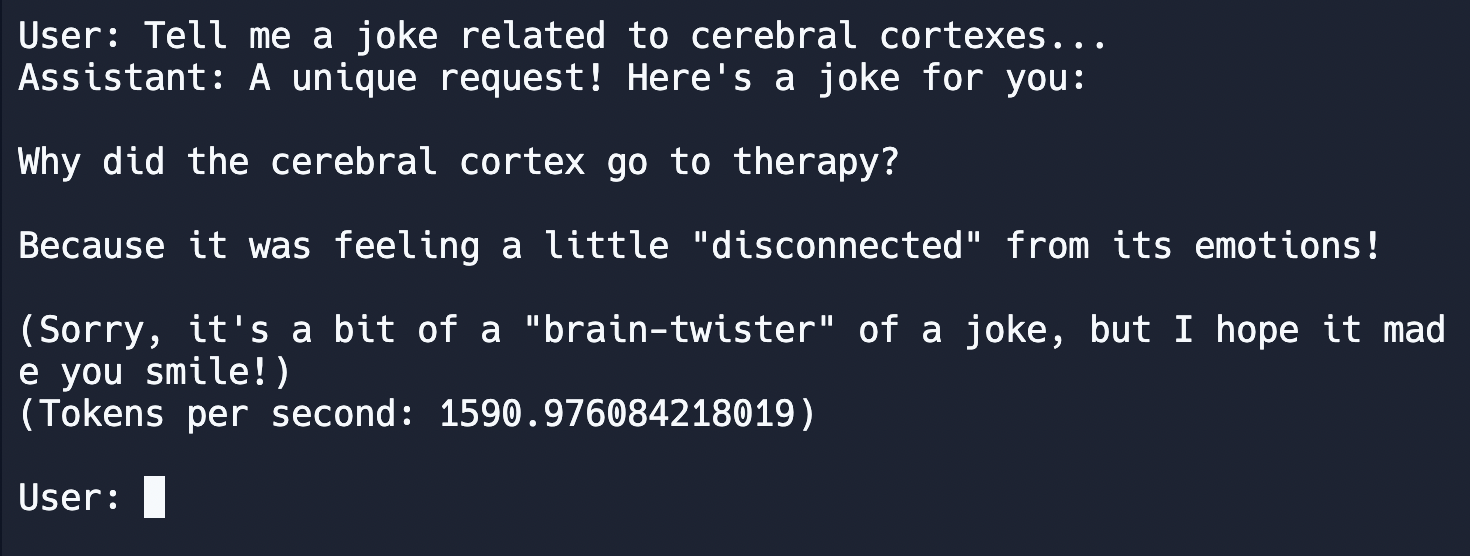 User: Tell me a joke related to cerebral cortexes...
Assistant: A unique request! Here's a joke for you:
Why did the cerebral cortex go to therapy?
Because it was feeling a little "disconnected" from its emotions!
(Sorry, it's a bit of a "brain-twister" of a joke, but I hope it mad
e you smile!)
(Tokens per second: 1590.976084218019)
User: